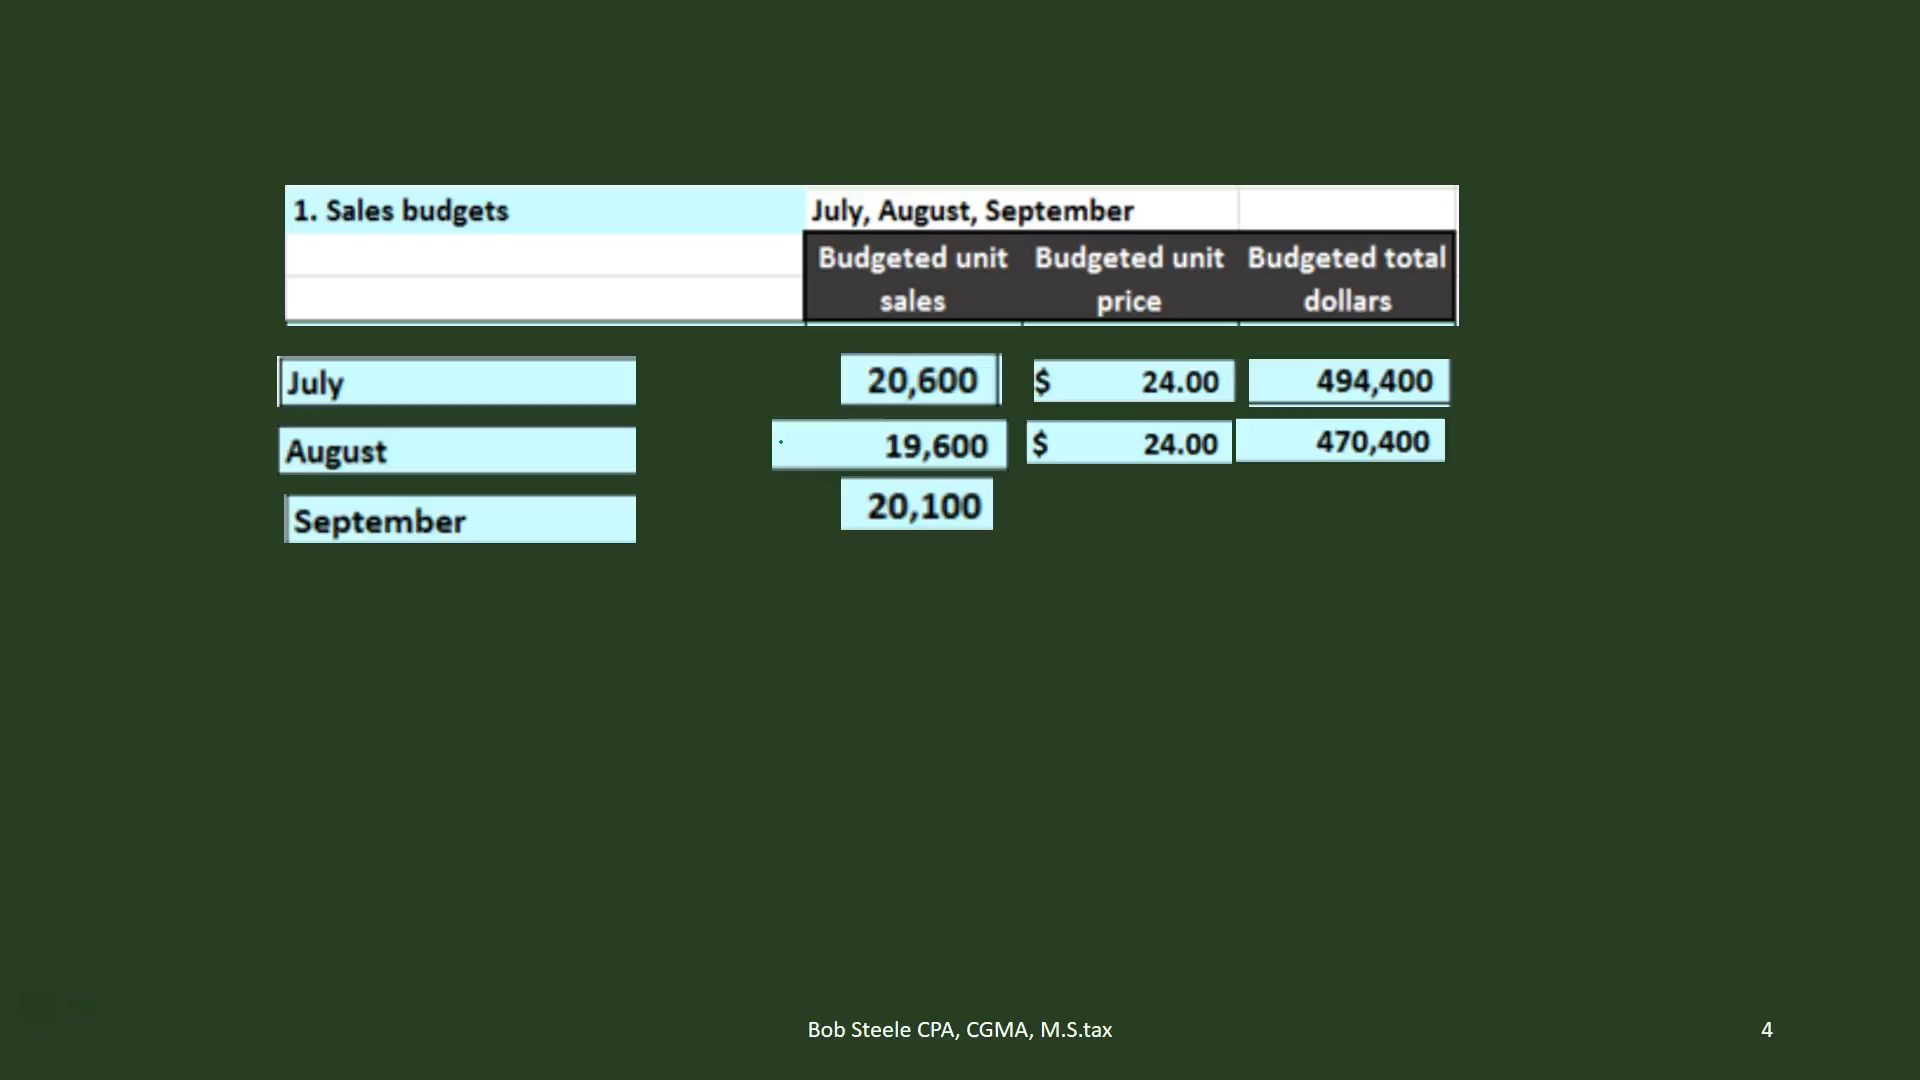 1. Sales budgets July, August, September
Budgeted unit sales Budgeted unit price Budgeted total dollars
July 20,600 $ 24.00 494,400
August 19,600 $ 24.00 470,400
September 20,100
Bob Steele CPA, CGMA, M.S.tax 4